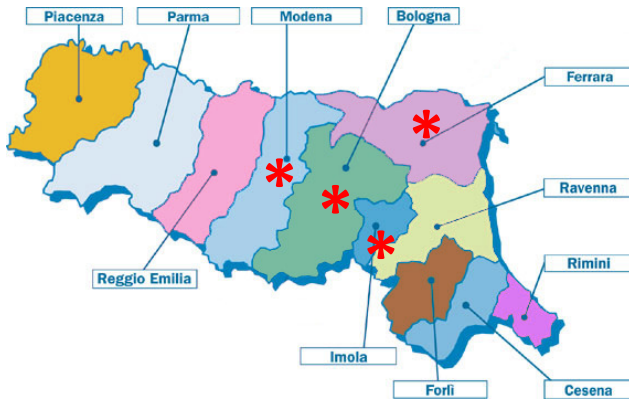 Piacenza
Parma
Modena
Bologna
Ferrara
Ravenna
Rimini
Reggio Emilia
Imola
Forlì
Cesena